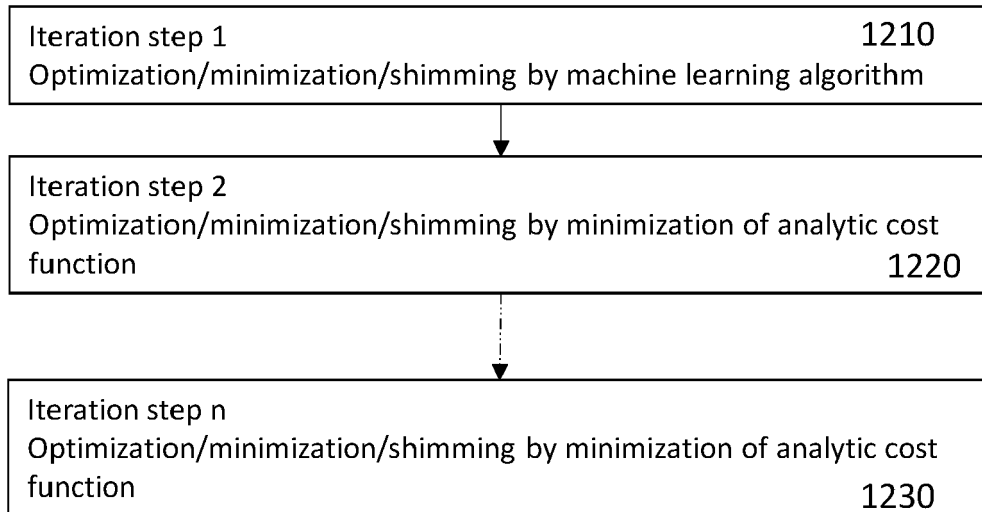 Iteration step 1 1210
Optimization/minimization/shimming by machine learning algorithm
Iteration step 2
Optimization/minimization/shimming by minimization of analytic cost
function 1220
Iteration step n
Optimization/minimization/shimming by minimization of analytic cost
function 1230